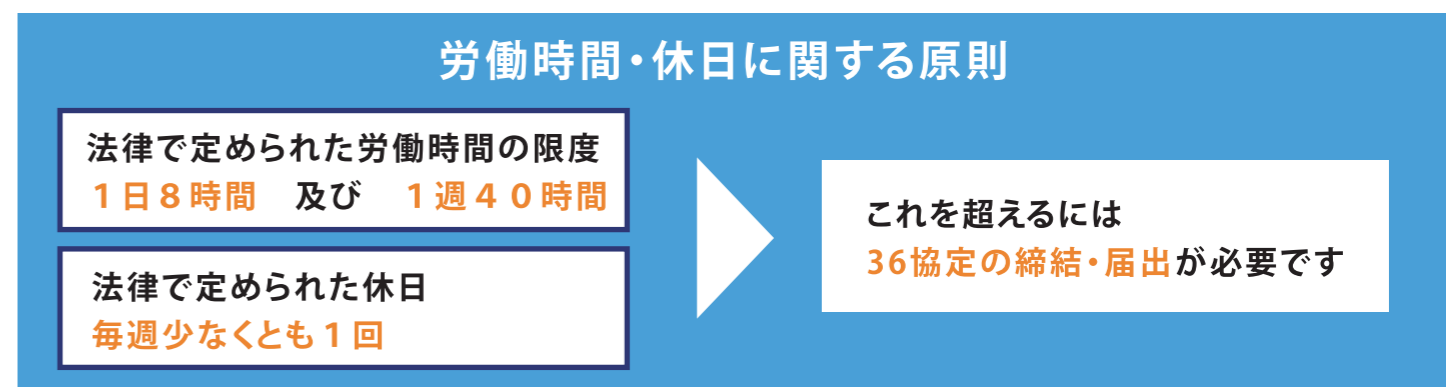 労働時間・休日に関する原則
法律で定められた労働時間の限度
１日８時間　及び　１週４０時間
法律で定められた休日
毎週少なくとも１回
これを超えるには
36協定の締結・届出が必要です